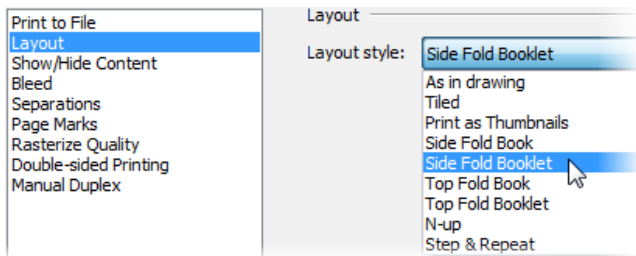 Print to File
Layout
Show/Hide Content
Bleed
Separations
Page Marks
Rasterize Quality
Double-sided Printing
Manual Duplex
Layout
Layout style: Side Fold Booklet
As in drawing
Tiled
Print as Thumbnails
Side Fold Book
Side Fold Booklet
Top Fold Book
Top Fold Booklet
N-up
Step & Repeat